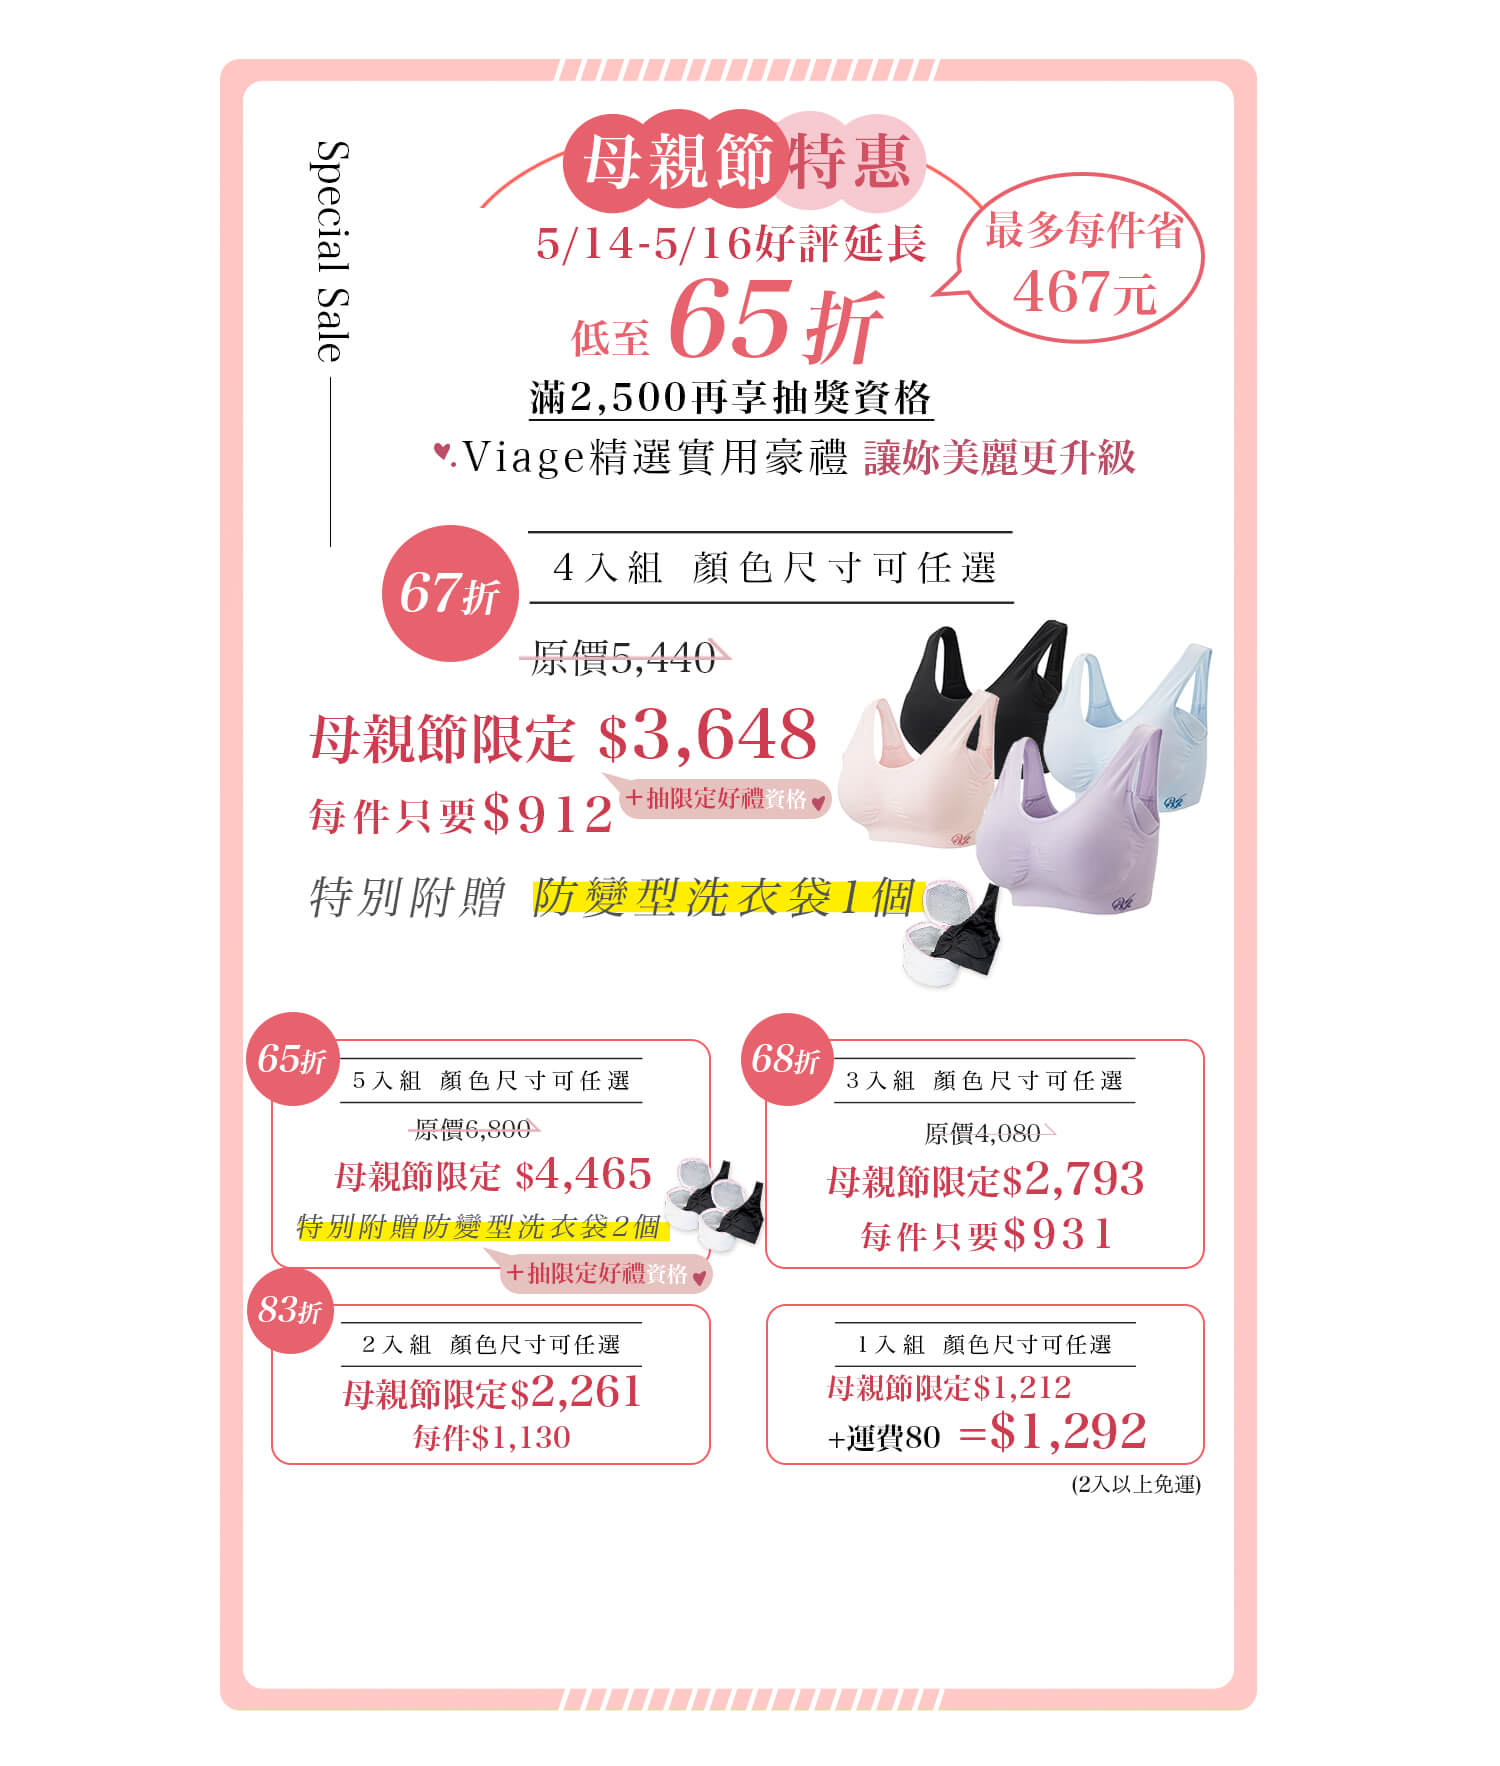 Special Sale
母親節特惠
5/14-5/16好評延長
低至65折
最多每件省
467元
滿2,500再享抽獎資格
Viage精選實用豪禮 讓妳美麗更升級
67折
4入組 顏色尺寸可任選
原價5,440
母親節限定 $3,648
每件只要$912
+抽限定好禮資格
特別附贈 防變型洗衣袋1個
65折
5入組 顏色尺寸可任選
原價6,800
母親節限定 $4,465
特別附贈防變型洗衣袋2個
+抽限定好禮資格
68折
3入組 顏色尺寸可任選
原價4,080
母親節限定$2,793
每件只要$931
83折
2入組 顏色尺寸可任選
母親節限定$2,261
每件$1,130
1入組 顏色尺寸可任選
母親節限定$1,212
+運費80 =$1,292
(2入以上免運)